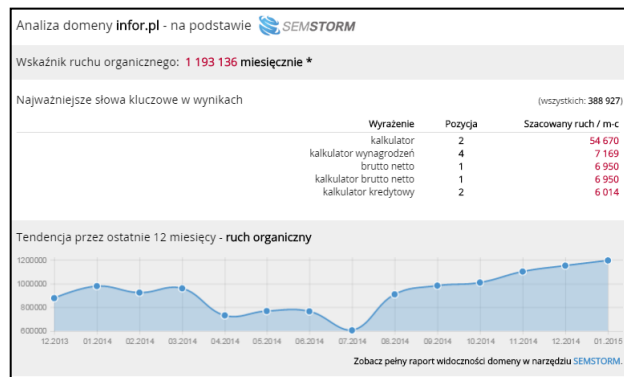 Analiza domeny infor.pl - na podstawie SEMSTORM
Wskaźnik ruchu organicznego: 1 193 136 miesięcznie *
Najważniejsze słowa kluczowe w wynikach (wszystkich: 388 927)
Wyrażenie Pozycja Szacowany ruch / m-c
kalkulator 2 54 670
kalkulator wynagrodzeń 4 7 169
brutto netto 1 6 950
kalkulator brutto netto 1 6 950
kalkulator kredytowy 2 6 014
Tendencja przez ostatnie 12 miesięcy - ruch organiczny
1200000
1000000
800000
600000
12.2013 01.2014 02.2014 03.2014 04.2014 05.2014 06.2014 07.2014 08.2014 09.2014 10.2014 11.2014 12.2014 01.2015
Zobacz pełny raport widoczności domeny w narzędziu SEMSTORM.